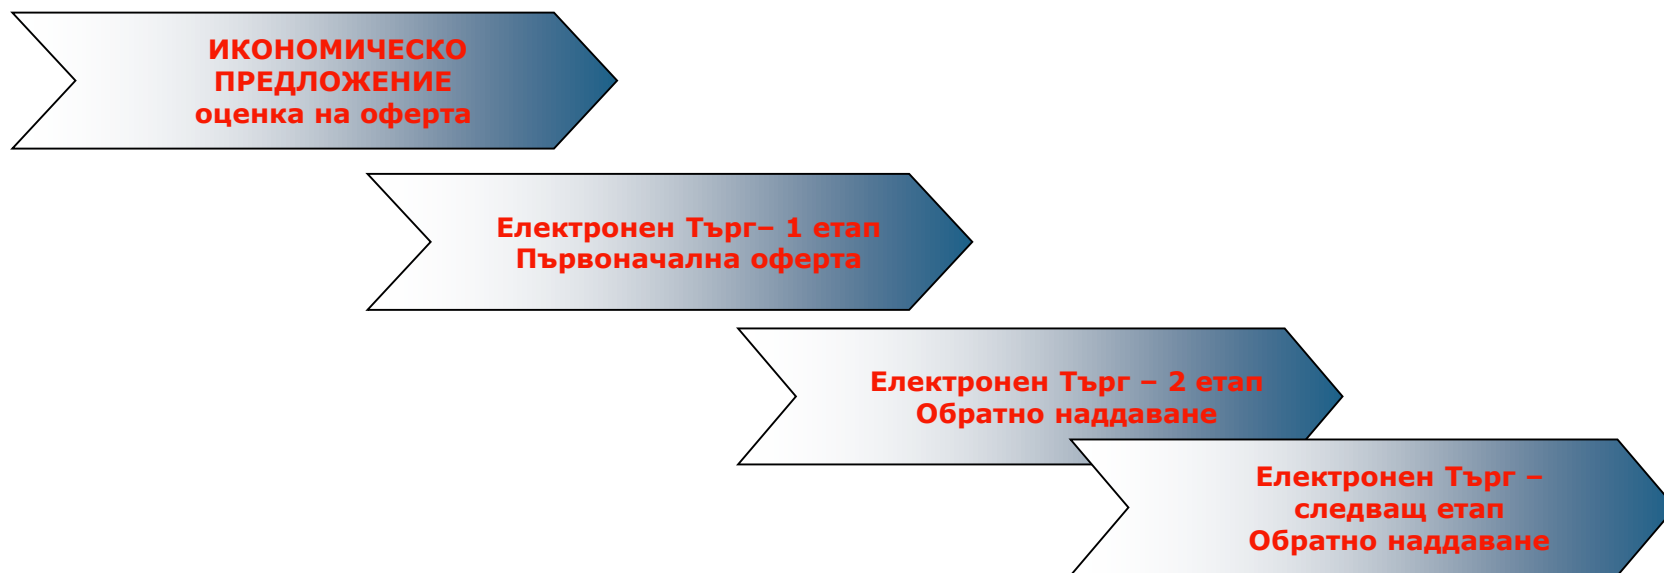 ИКОНОМИЧЕСКО
ПРЕДЛОЖЕНИЕ
оценка на оферта
Електронен Търг– 1 етап
Първоначална оферта
Електронен Търг – 2 етап
Обратно наддаване
Електронен Търг –
следващ етап
Обратно наддаване